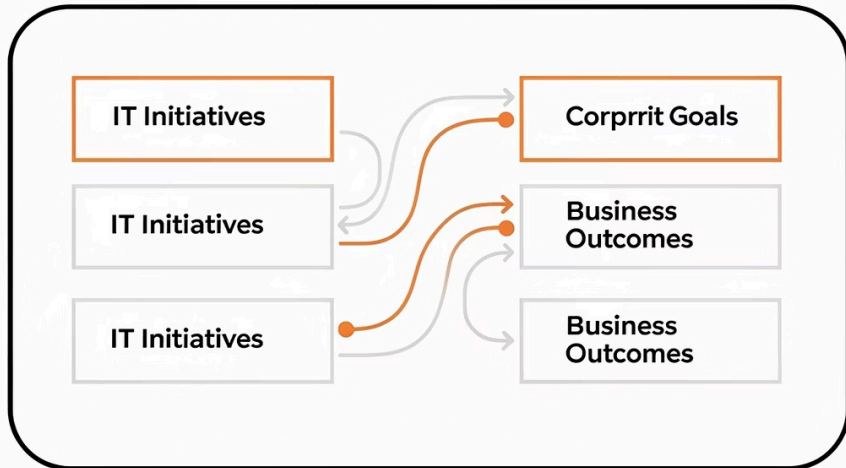 IT Initiatives
Corprrit Goals
IT Initiatives
Business
Outcomes
IT Initiatives
Business
Outcomes